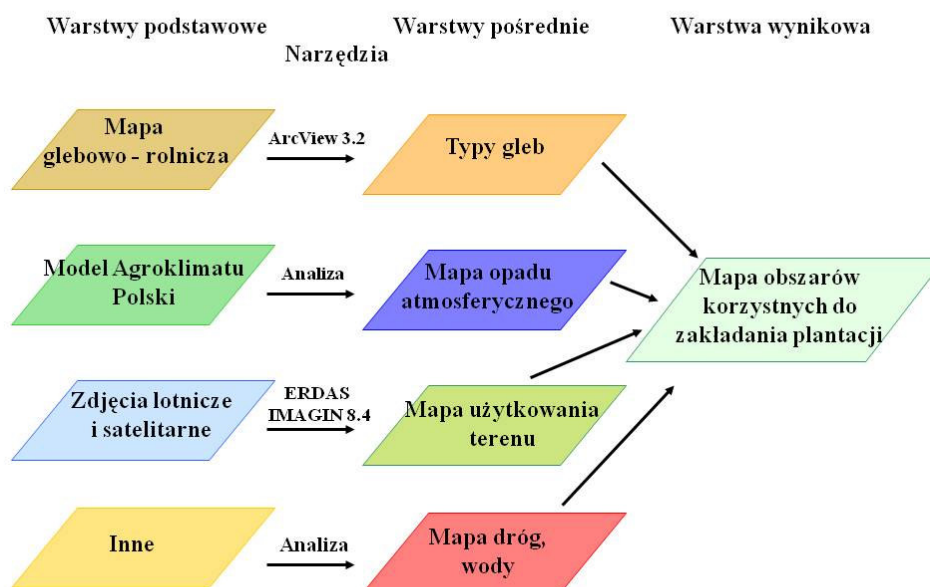 Warstwy podstawowe
Warstwy pośrednie
Warstwa wynikowa
Narzędzia
Mapa
glebowo - rolnicza
ArcView 3.2
Typy gleb
Model Agroklimatu
Polski
Analiza
Mapa opadu
atmosferycznego
Mapa obszarów
korzystnych do
zakładania plantacji
Zdjęcia lotnicze
i satelitarne
ERDAS
IMAGIN 8.4
Mapa użytkowania
terenu
Inne
Analiza
Mapa dróg,
wody